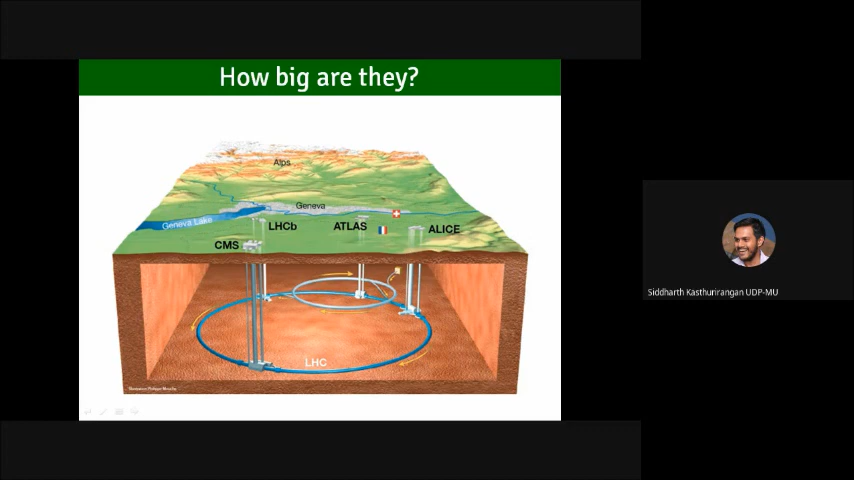 How big are they?
Alps
Geneva
Geneva Lake
LHCb
ATLAS
ALICE
CMS
LHC
Siddharth Kasthurirangan UDP-MU